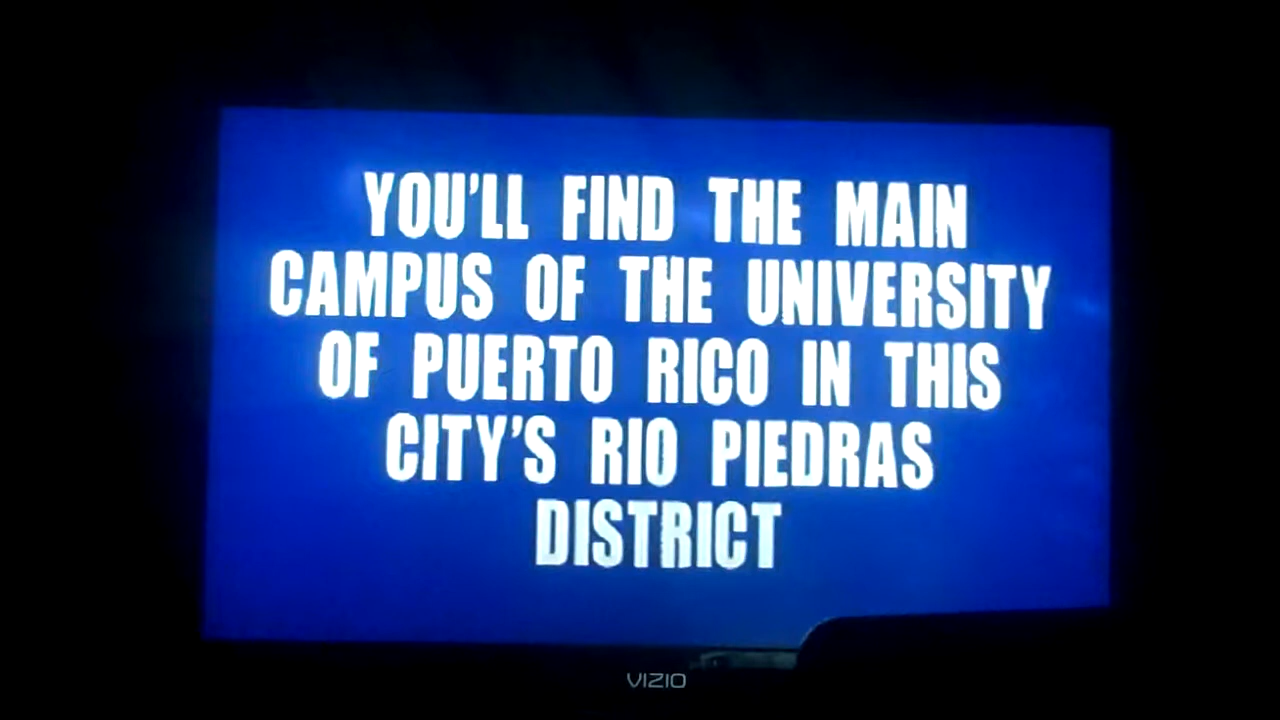 YOU'LL FIND THE MAIN
CAMPUS OF THE UNIVERSITY
OF PUERTO RICO IN THIS
CITY'S RIO PIEDRAS
DISTRICT
VIZIO